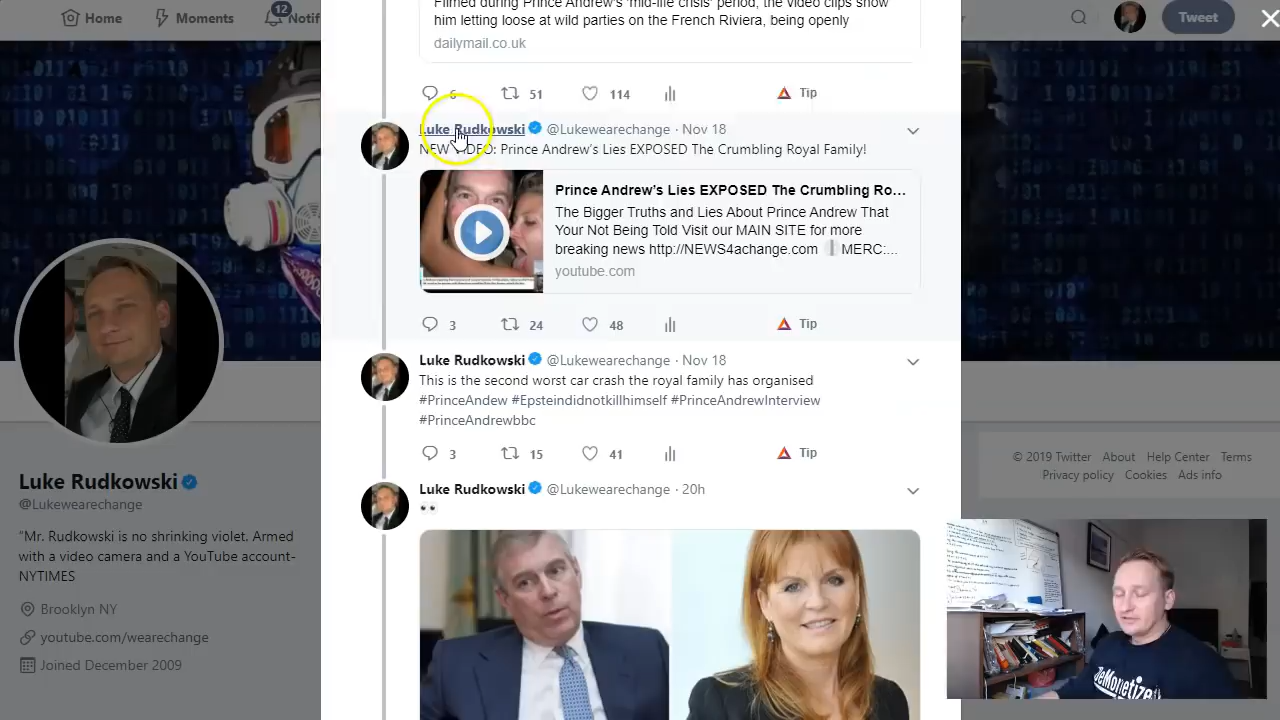 Home
Moments
12
Notif
Tweet
Filmed during Prince Andrew's 'mid-life crisis' period, the video clips show
him letting loose at wild parties on the French Riviera, being openly
dailymail.co.uk
6 51 114 Tip
Luke Rudkowski @Lukewearechange · Nov 18
NEW VIDEO: Prince Andrew's Lies EXPOSED The Crumbling Royal Family!
Prince Andrew's Lies EXPOSED The Crumbling Ro...
The Bigger Truths and Lies About Prince Andrew That
Your Not Being Told Visit our MAIN SITE for more
breaking news http://NEWS4achange.com MERC:...
youtube.com
3 24 48 Tip
Luke Rudkowski @Lukewearechange · Nov 18
This is the second worst car crash the royal family has organised
#PrinceAndew #Epsteindidnotkillhimself #PrinceAndrewInterview
#PrinceAndrewbbc
3 15 41 Tip
Luke Rudkowski @Lukewearechange · 20h
Luke Rudkowski
@Lukewearechange
"Mr. Rudkowski is no shrinking violet. Armed
with a video camera and a YouTube account-
NYTIMES
Brooklyn NY
youtube.com/wearechange
Joined December 2009
© 2019 Twitter About Help Center Terms
Privacy policy Cookies Ads info
DeMonetize